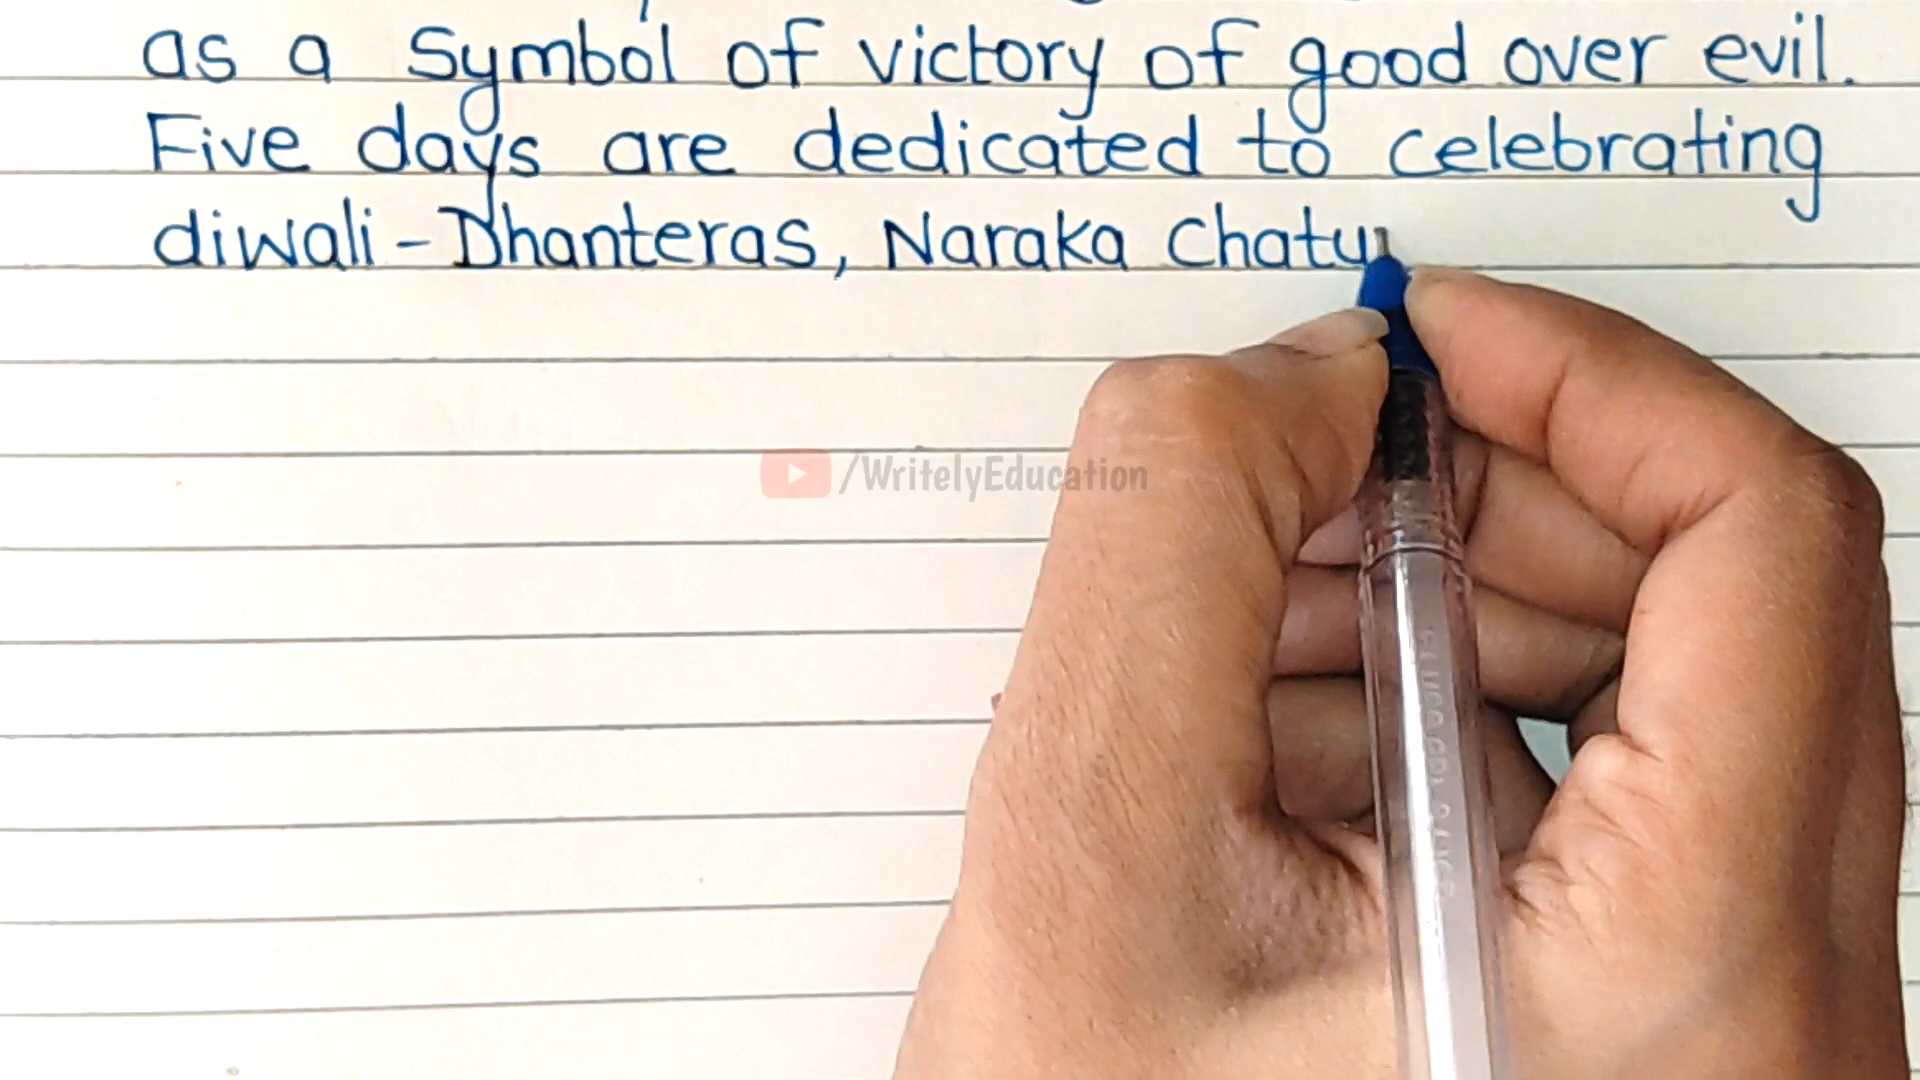 as a symbol of victory of good over evil.
Five days are dedicated to celebrating
diwali - Dhanteras, Naraka Chatu
/WritelyEducation